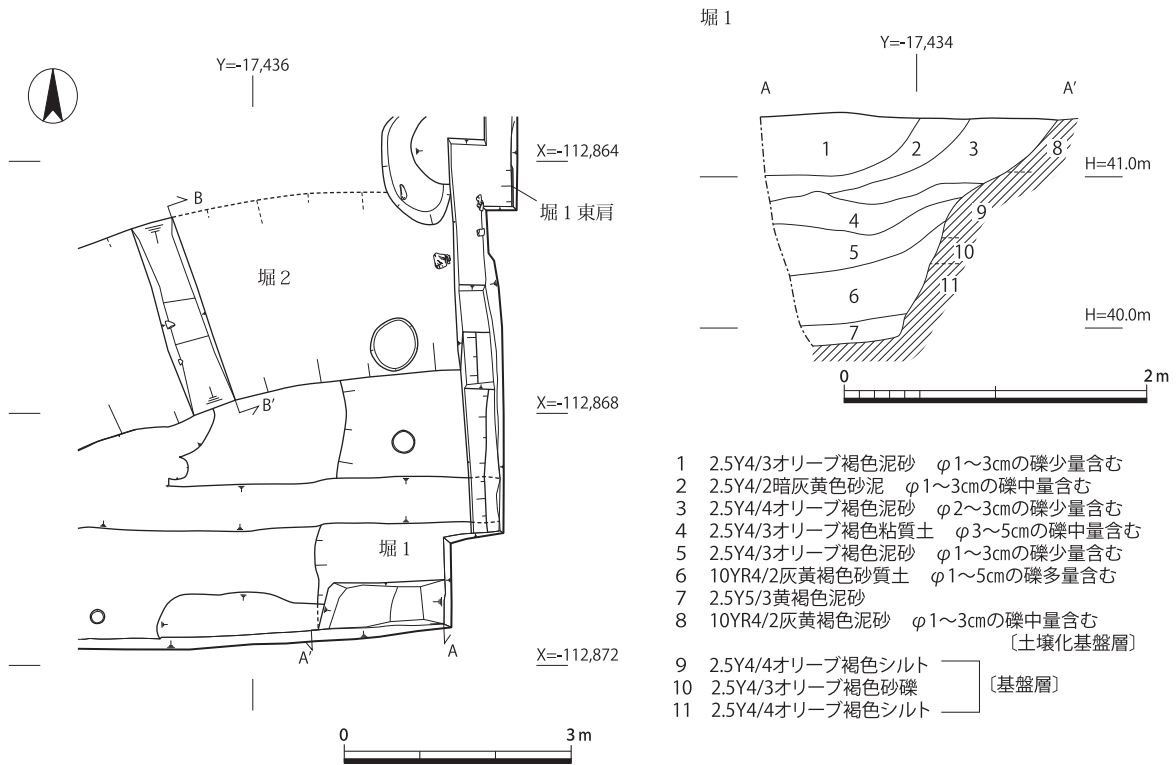 Y=-17,436
X=-112,864
B
堀1東肩
堀2
B'
X=-112,868
堀1
A'
A
X=-112,872
0
3 m
堀1
Y=-17,434
A
A'
1
2
3
8
H=41.0m
4
9
5
10
11
6
7
H=40.0m
0
2 m
1 2.5Y4/3オリーブ褐色泥砂 φ1～3㎝の礫少量含む
2 2.5Y4/2暗灰黄色砂泥 φ1～3㎝の礫中量含む
3 2.5Y4/4オリーブ褐色泥砂 φ2～3㎝の礫少量含む
4 2.5Y4/3オリーブ褐色粘質土 φ3～5㎝の礫中量含む
5 2.5Y4/3オリーブ褐色泥砂 φ1～3㎝の礫少量含む
6 10YR4/2灰黄褐色砂質土 φ1～5㎝の礫多量含む
7 2.5Y5/3黄褐色泥砂
8 10YR4/2灰黄褐色泥砂 φ1～3㎝の礫中量含む
〔土壌化基盤層〕
9 2.5Y4/4オリーブ褐色シルト
10 2.5Y4/3オリーブ褐色砂礫
〔基盤層〕
11 2.5Y4/4オリーブ褐色シルト